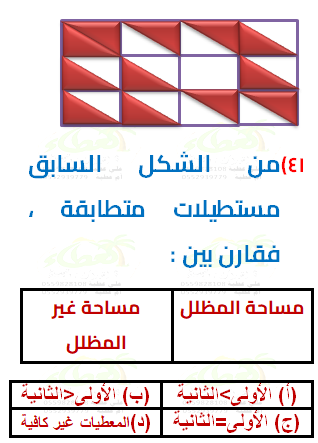 ٤١)من الشكل السابق
مستطيلات متطابقة ،
فقارن بين :
مساحة المظلل
مساحة غير
المظلل
(أ) الأولى>الثانية
(ب) الأولى<الثانية
(ج) الأولى=الثانية
(د)المعطيات غير كافية